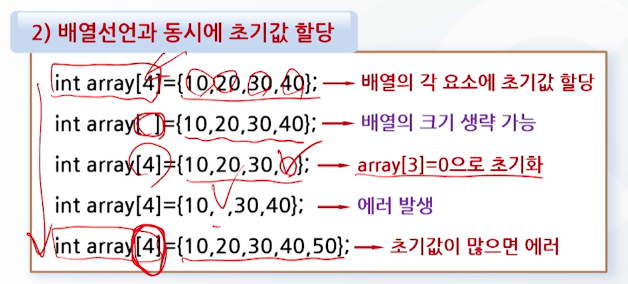 2) 배열선언과 동시에 초기값 할당
int array[4]={10,20,30,40}; → 배열의 각 요소에 초기값 할당
int array[ ]={10,20,30,40}; → 배열의 크기 생략 가능
int array[4]={10,20,30, }; → array[3]=0으로 초기화
int array[4]={10, ,30,40}; → 에러 발생
int array[4]={10,20,30,40,50}; → 초기값이 많으면 에러